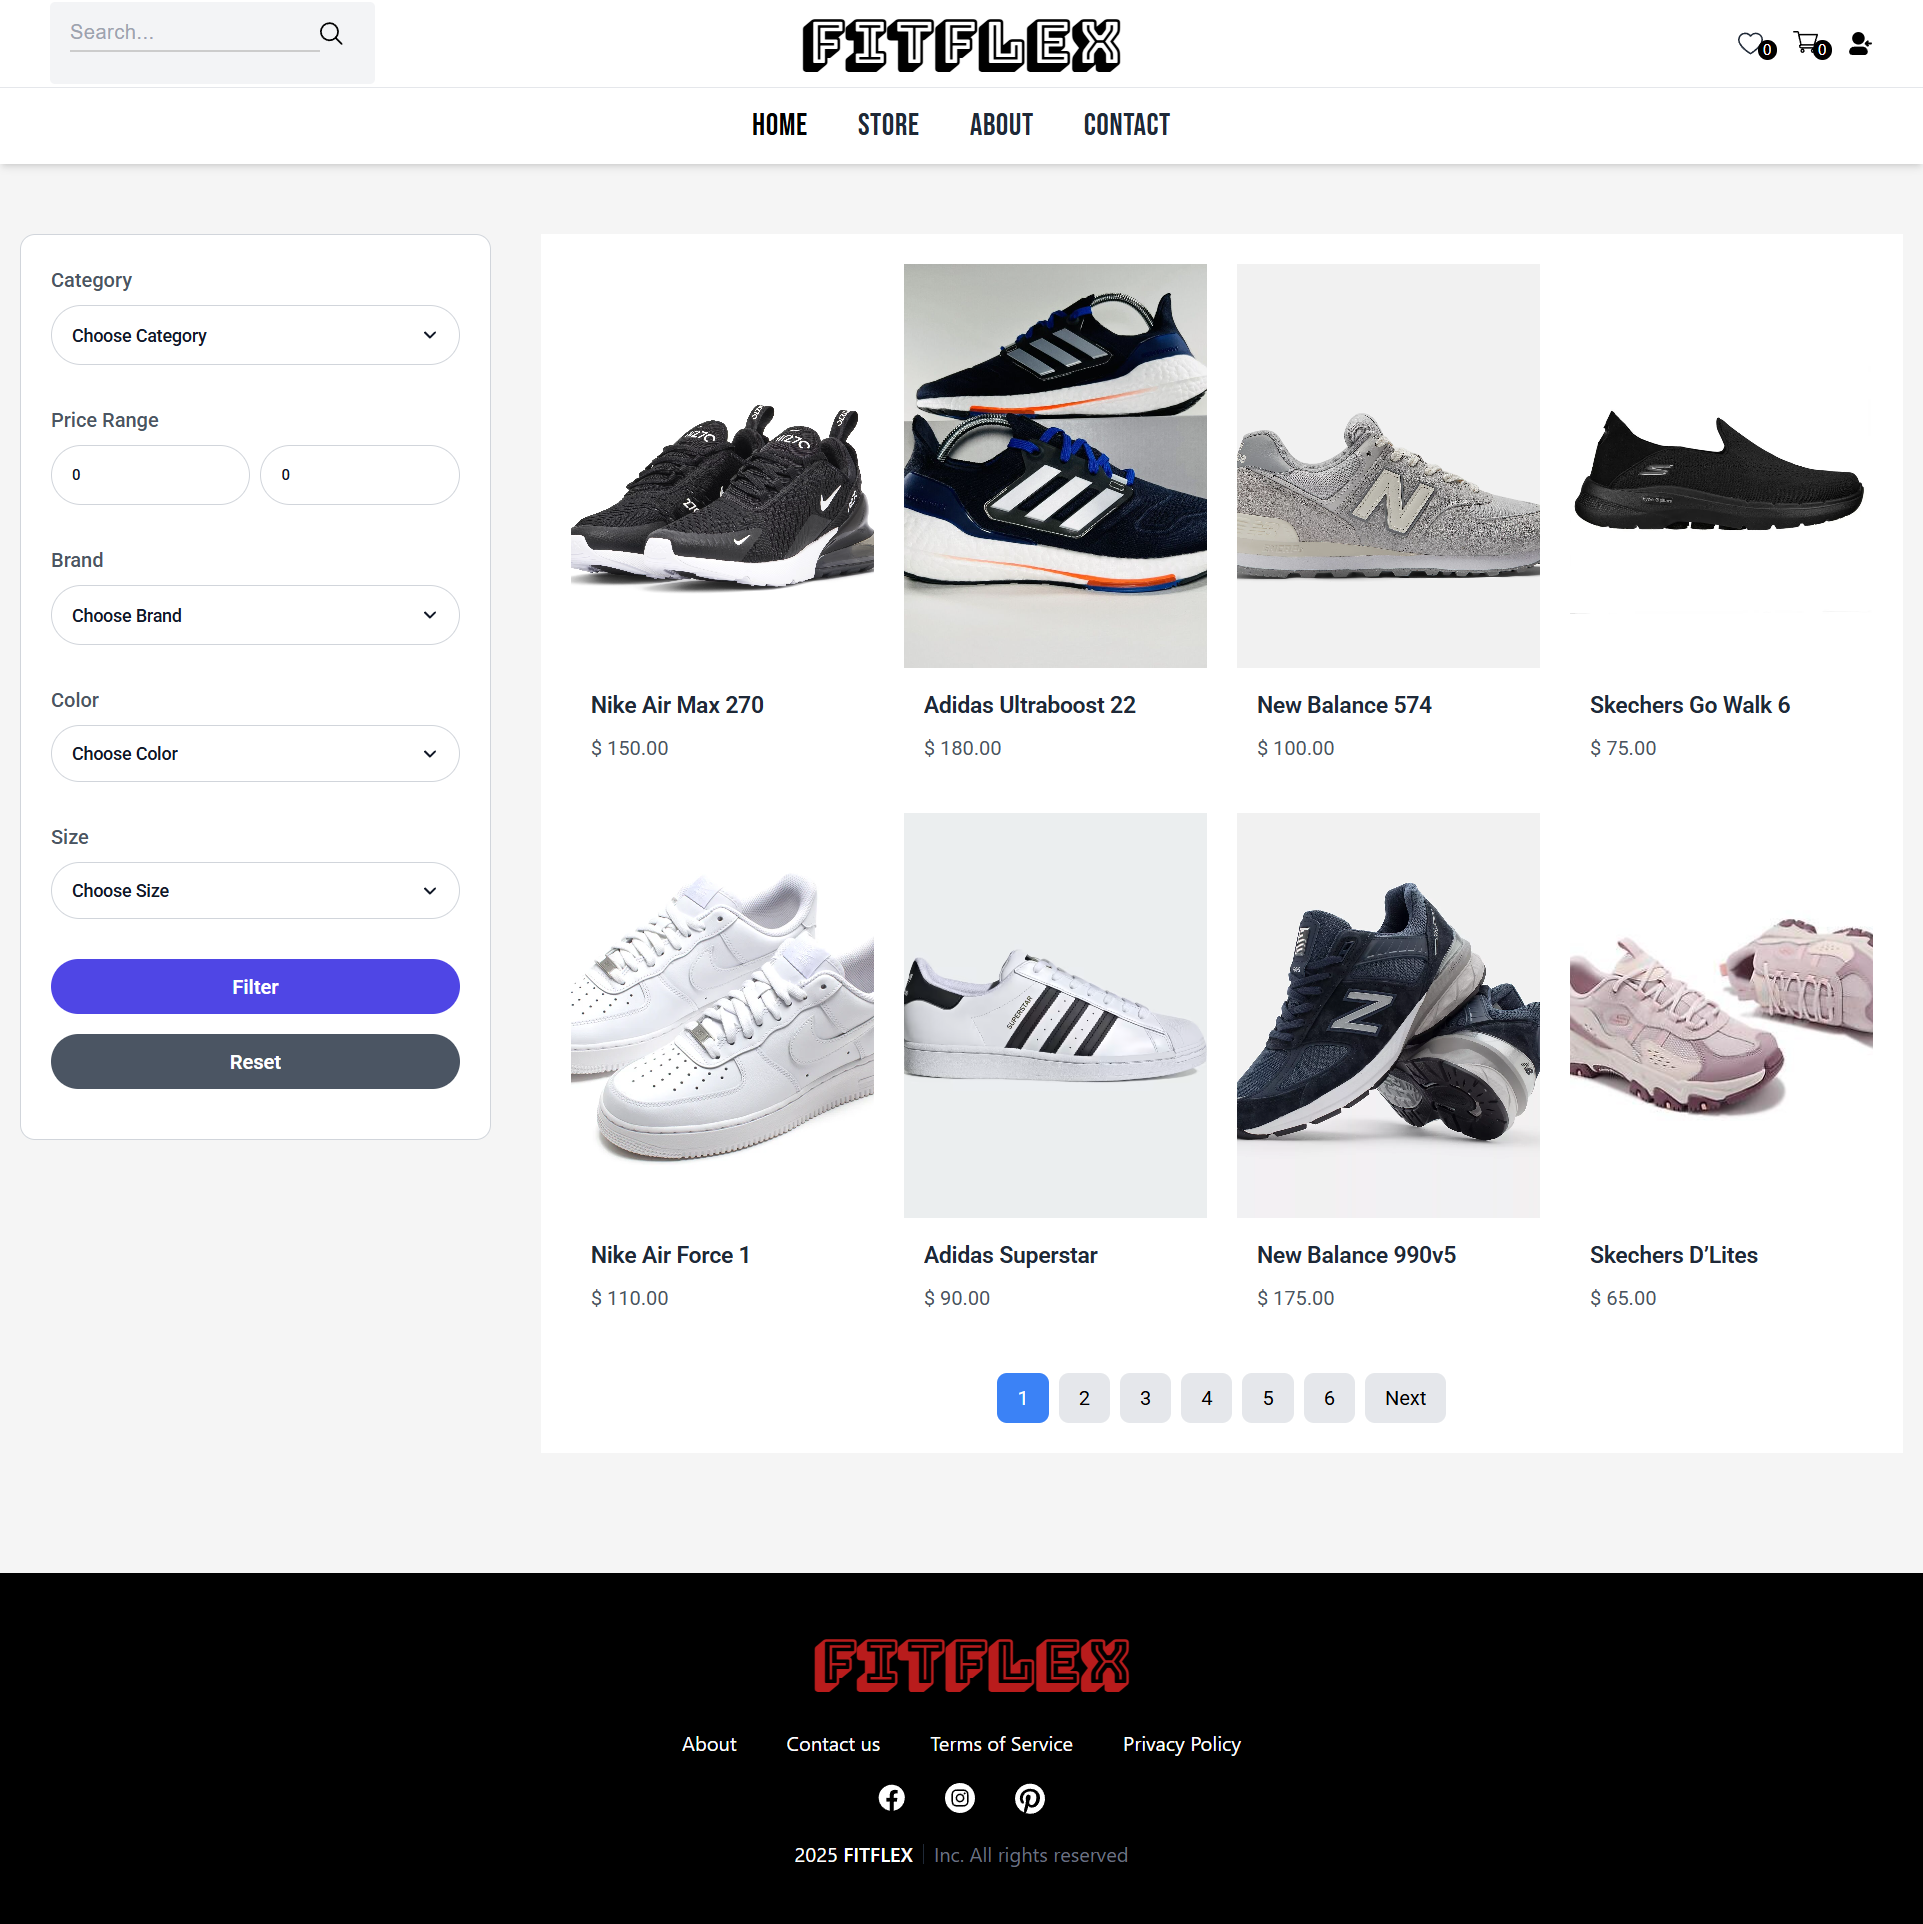 Search...
FITFLEX
0
0
HOME
STORE
ABOUT
CONTACT
Category
Choose Category
Price Range
0
0
Brand
Choose Brand
Color
Choose Color
Size
Choose Size
Filter
Reset
Nike Air Max 270
$ 150.00
Adidas Ultraboost 22
$ 180.00
N
New Balance 574
$ 100.00
Skechers Go Walk 6
$ 75.00
Nike Air Force 1
$ 110.00
SUPERSTAR
Adidas Superstar
$ 90.00
N
New Balance 990v5
$ 175.00
Skechers D’Lites
$ 65.00
1
2
3
4
5
6
Next
FITFLEX
About
Contact us
Terms of Service
Privacy Policy
2025 FITFLEX
Inc. All rights reserved